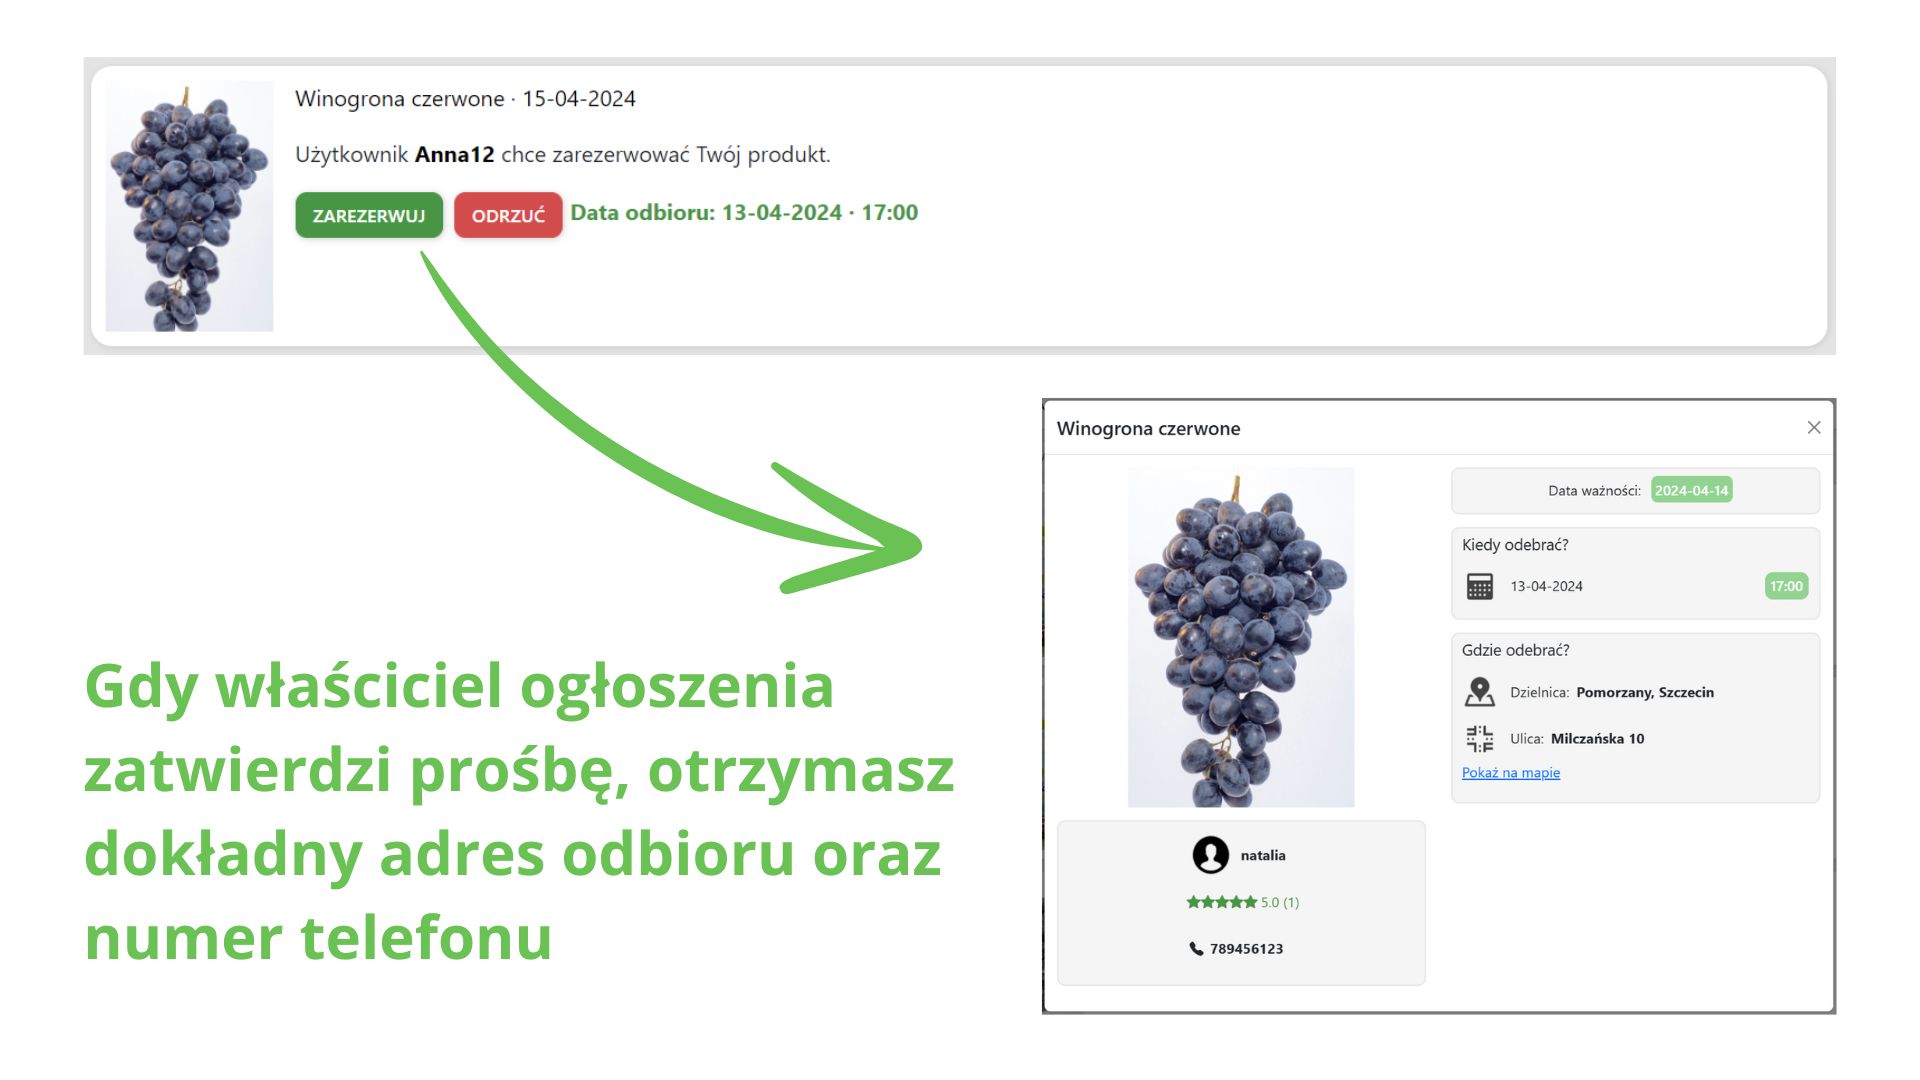 Winogrona czerwone · 15-04-2024
Użytkownik Anna12 chce zarezerwować Twój produkt.
ZAREZERWUJ ODRZUĆ Data odbioru: 13-04-2024 · 17:00
Winogrona czerwone
Data ważności: 2024-04-14
Kiedy odebrać?
13-04-2024 17:00
Gdzie odebrać?
Dzielnica: Pomorzany, Szczecin
Ulica: Milczańska 10
Pokaż na mapie
natalia
5.0 (1)
789456123
Gdy właściciel ogłoszenia
zatwierdzi prośbę, otrzymasz
dokładny adres odbioru oraz
numer telefonu